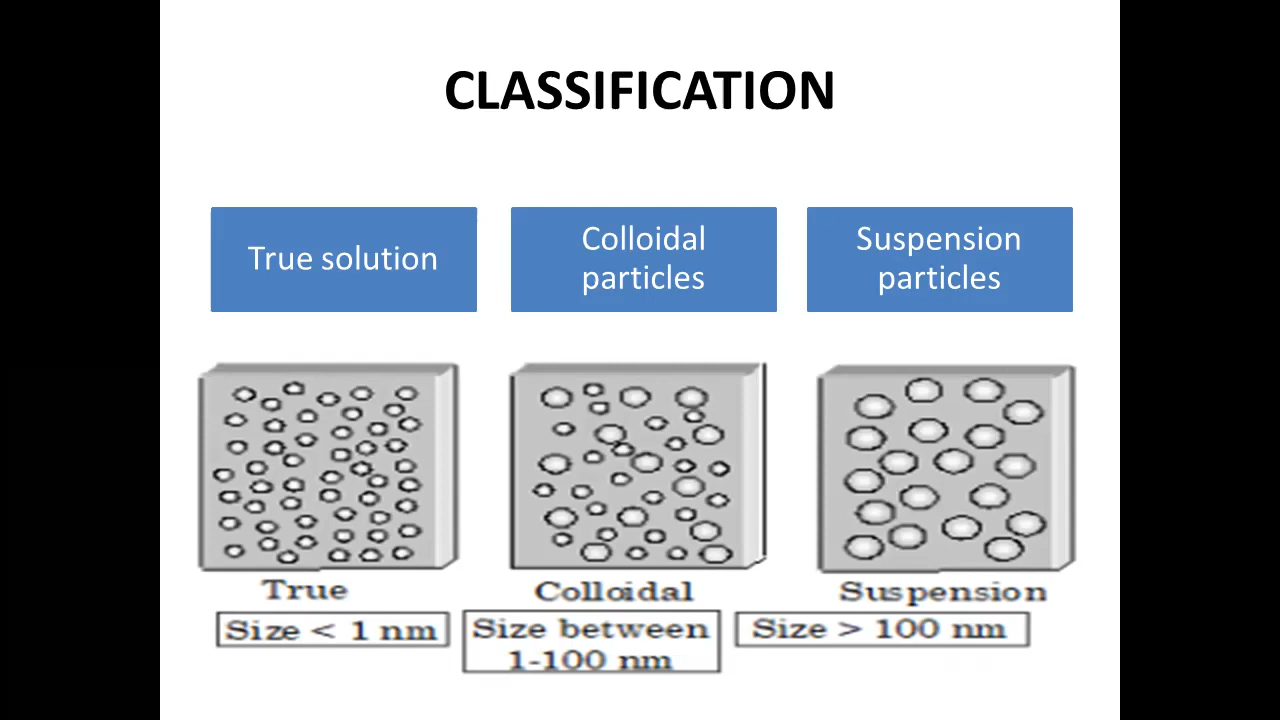 CLASSIFICATION
True solution
Colloidal
particles
Suspension
particles
True
Colloidal
Suspension
Size < 1 nm
Size between
1-100 nm
Size > 100 nm